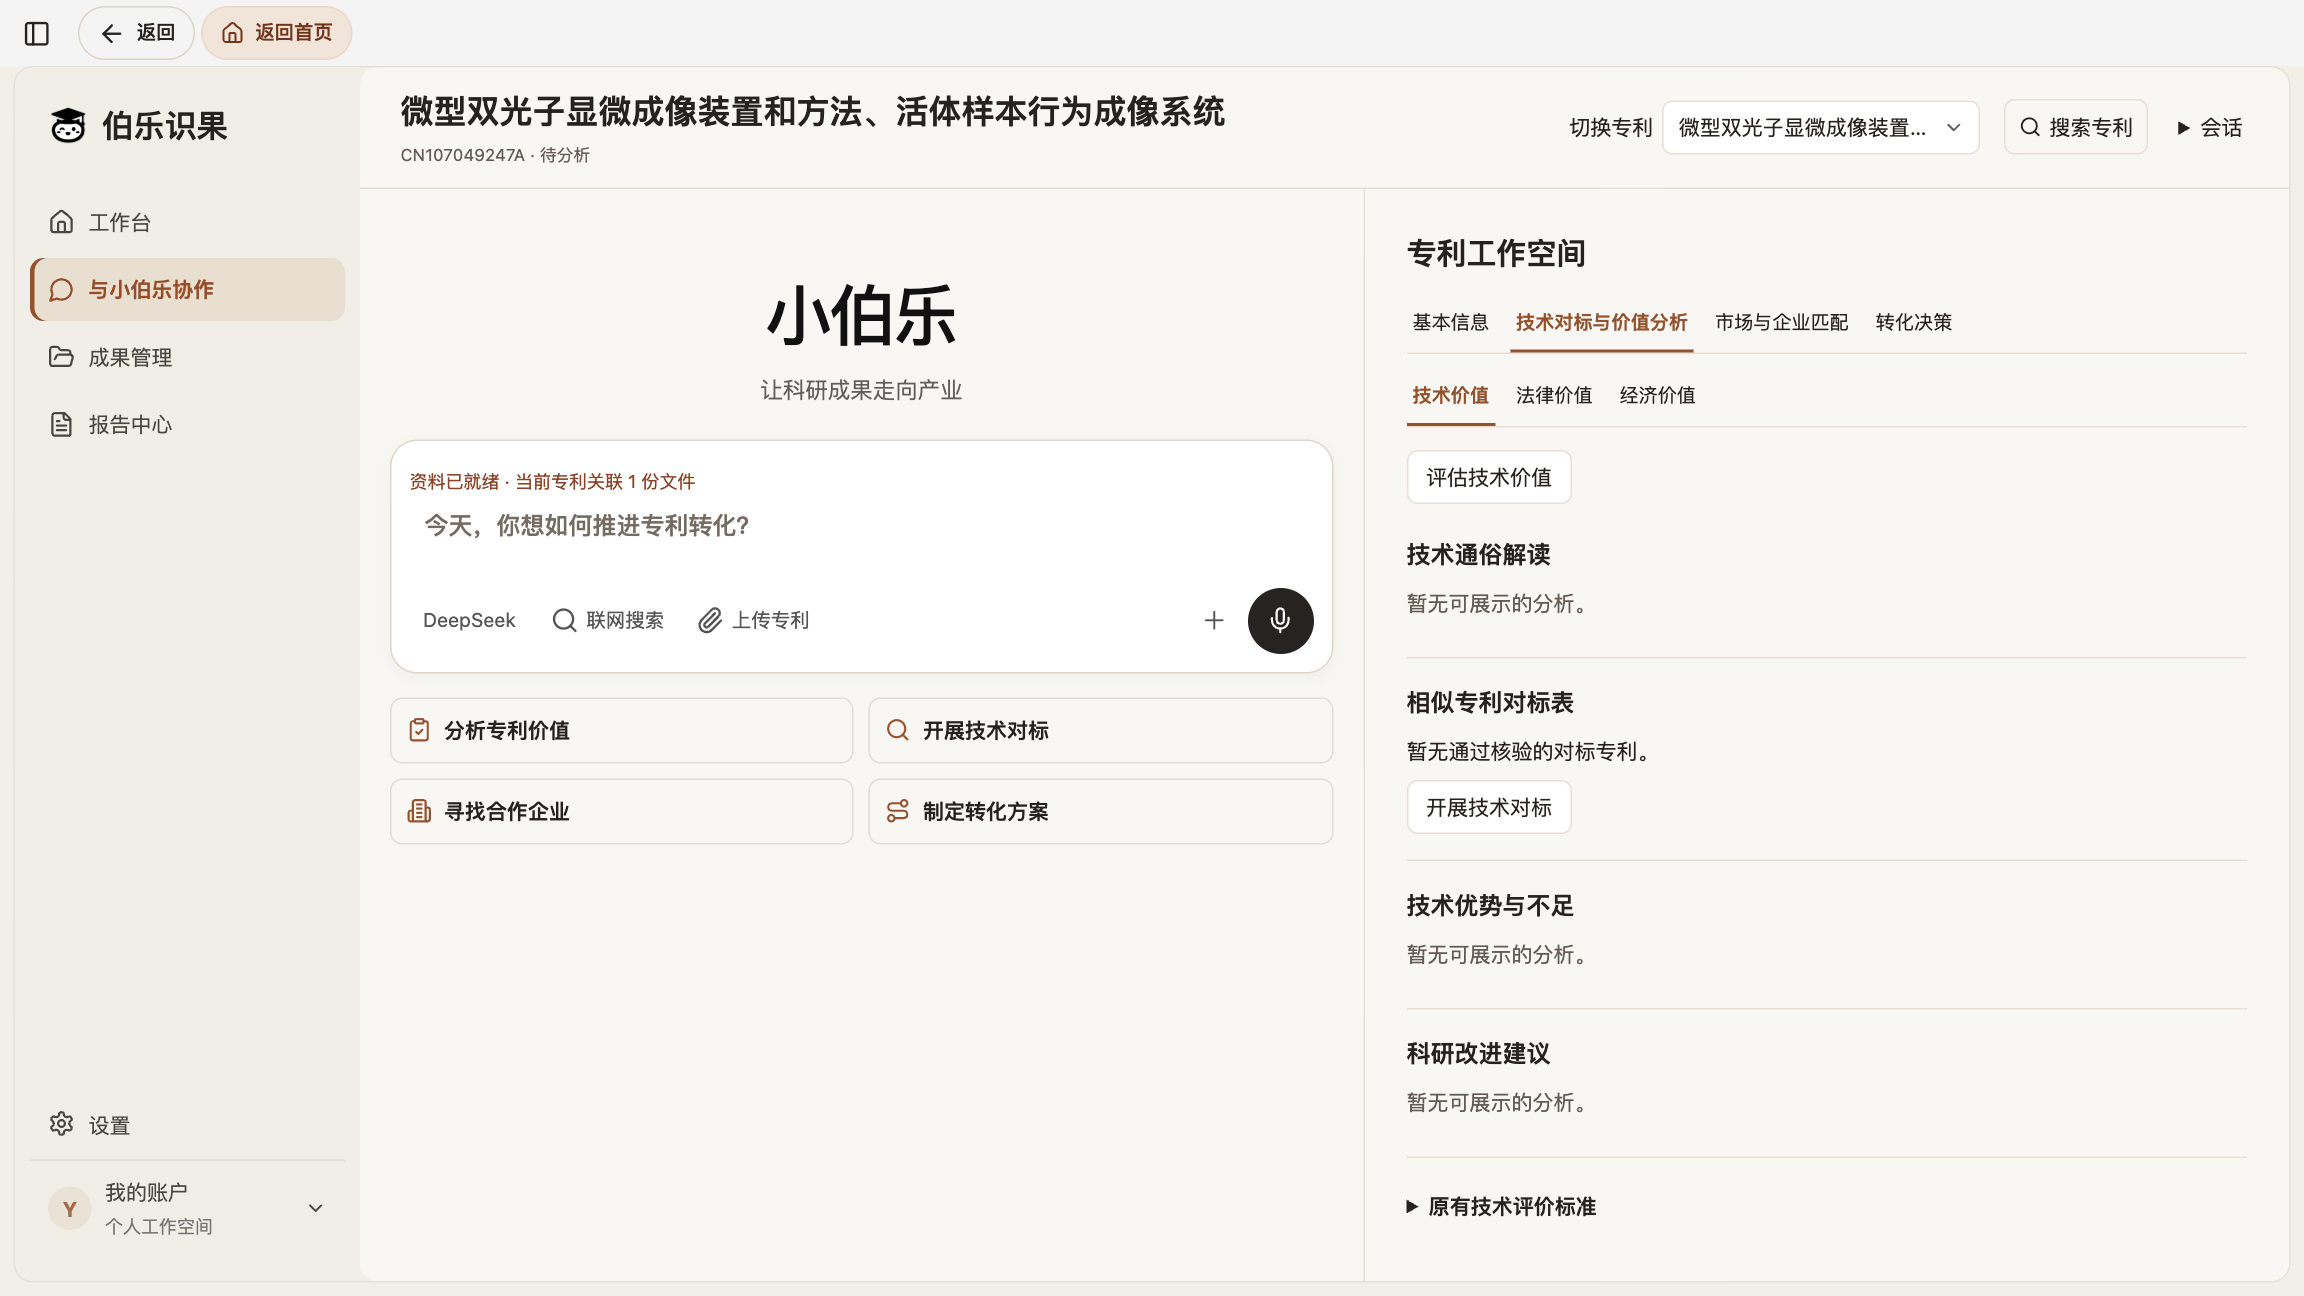 返回
返回首页
伯乐识果
工作台
与小伯乐协作
成果管理
报告中心
设置
Y
我的账户
个人工作空间
微型双光子显微成像装置和方法、活体样本行为成像系统
CN107049247A · 待分析
切换专利
微型双光子显微成像装置...
搜索专利
会话
小伯乐
让科研成果走向产业
资料已就绪 · 当前专利关联 1 份文件
今天，你想如何推进专利转化?
DeepSeek
联网搜索
上传专利
分析专利价值
开展技术对标
寻找合作企业
制定转化方案
专利工作空间
基本信息
技术对标与价值分析
市场与企业匹配
转化决策
技术价值
法律价值
经济价值
评估技术价值
技术通俗解读
暂无可展示的分析。
相似专利对标表
暂无通过核验的对标专利。
开展技术对标
技术优势与不足
暂无可展示的分析。
科研改进建议
暂无可展示的分析。
原有技术评价标准